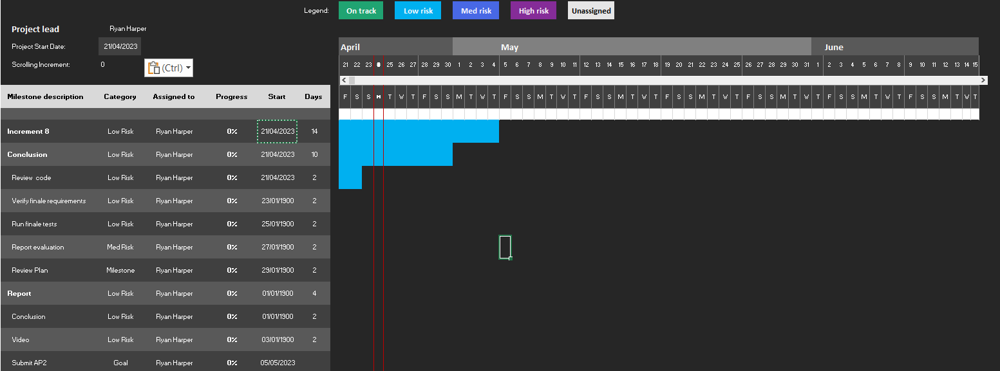 Legend: On track Low risk Med risk High risk Unassigned
Project lead Ryan Harper
Project Start Date: 21/04/2023
April May June
Scrolling Increment: 0 (Ctrl)
21 22 23 25 26 27 28 29 30 1 2 3 4 5 6 7 8 9 10 11 12 13 14 15 16 17 18 19 20 21 22 23 24 25 26 27 28 29 30 31 1 2 3 4 5 6 7 8 9 10 11 12 13 14 15
Milestone description Category Assigned to Progress Start Days
F S S M T W T F S S M T W T F S S M T W T F S S M T W T F S S M T W T F S S M T W T F S S M T W T F S S M T W T
Increment 8 Low Risk Ryan Harper 0% 21/04/2023 14
Conclusion Low Risk Ryan Harper 0% 21/04/2023 10
Review code Low Risk Ryan Harper 0% 21/04/2023 2
Verify finale requirements Low Risk Ryan Harper 0% 23/01/1900 2
Run finale tests Low Risk Ryan Harper 0% 25/01/1900 2
Report evaluation Med Risk Ryan Harper 0% 27/01/1900 2
Review Plan Milestone Ryan Harper 0% 29/01/1900 2
Report Low Risk Ryan Harper 0% 01/01/1900 4
Conclusion Low Risk Ryan Harper 0% 01/01/1900 2
Video Low Risk Ryan Harper 0% 03/01/1900 2
Submit AP2 Goal Ryan Harper 0% 05/05/2023